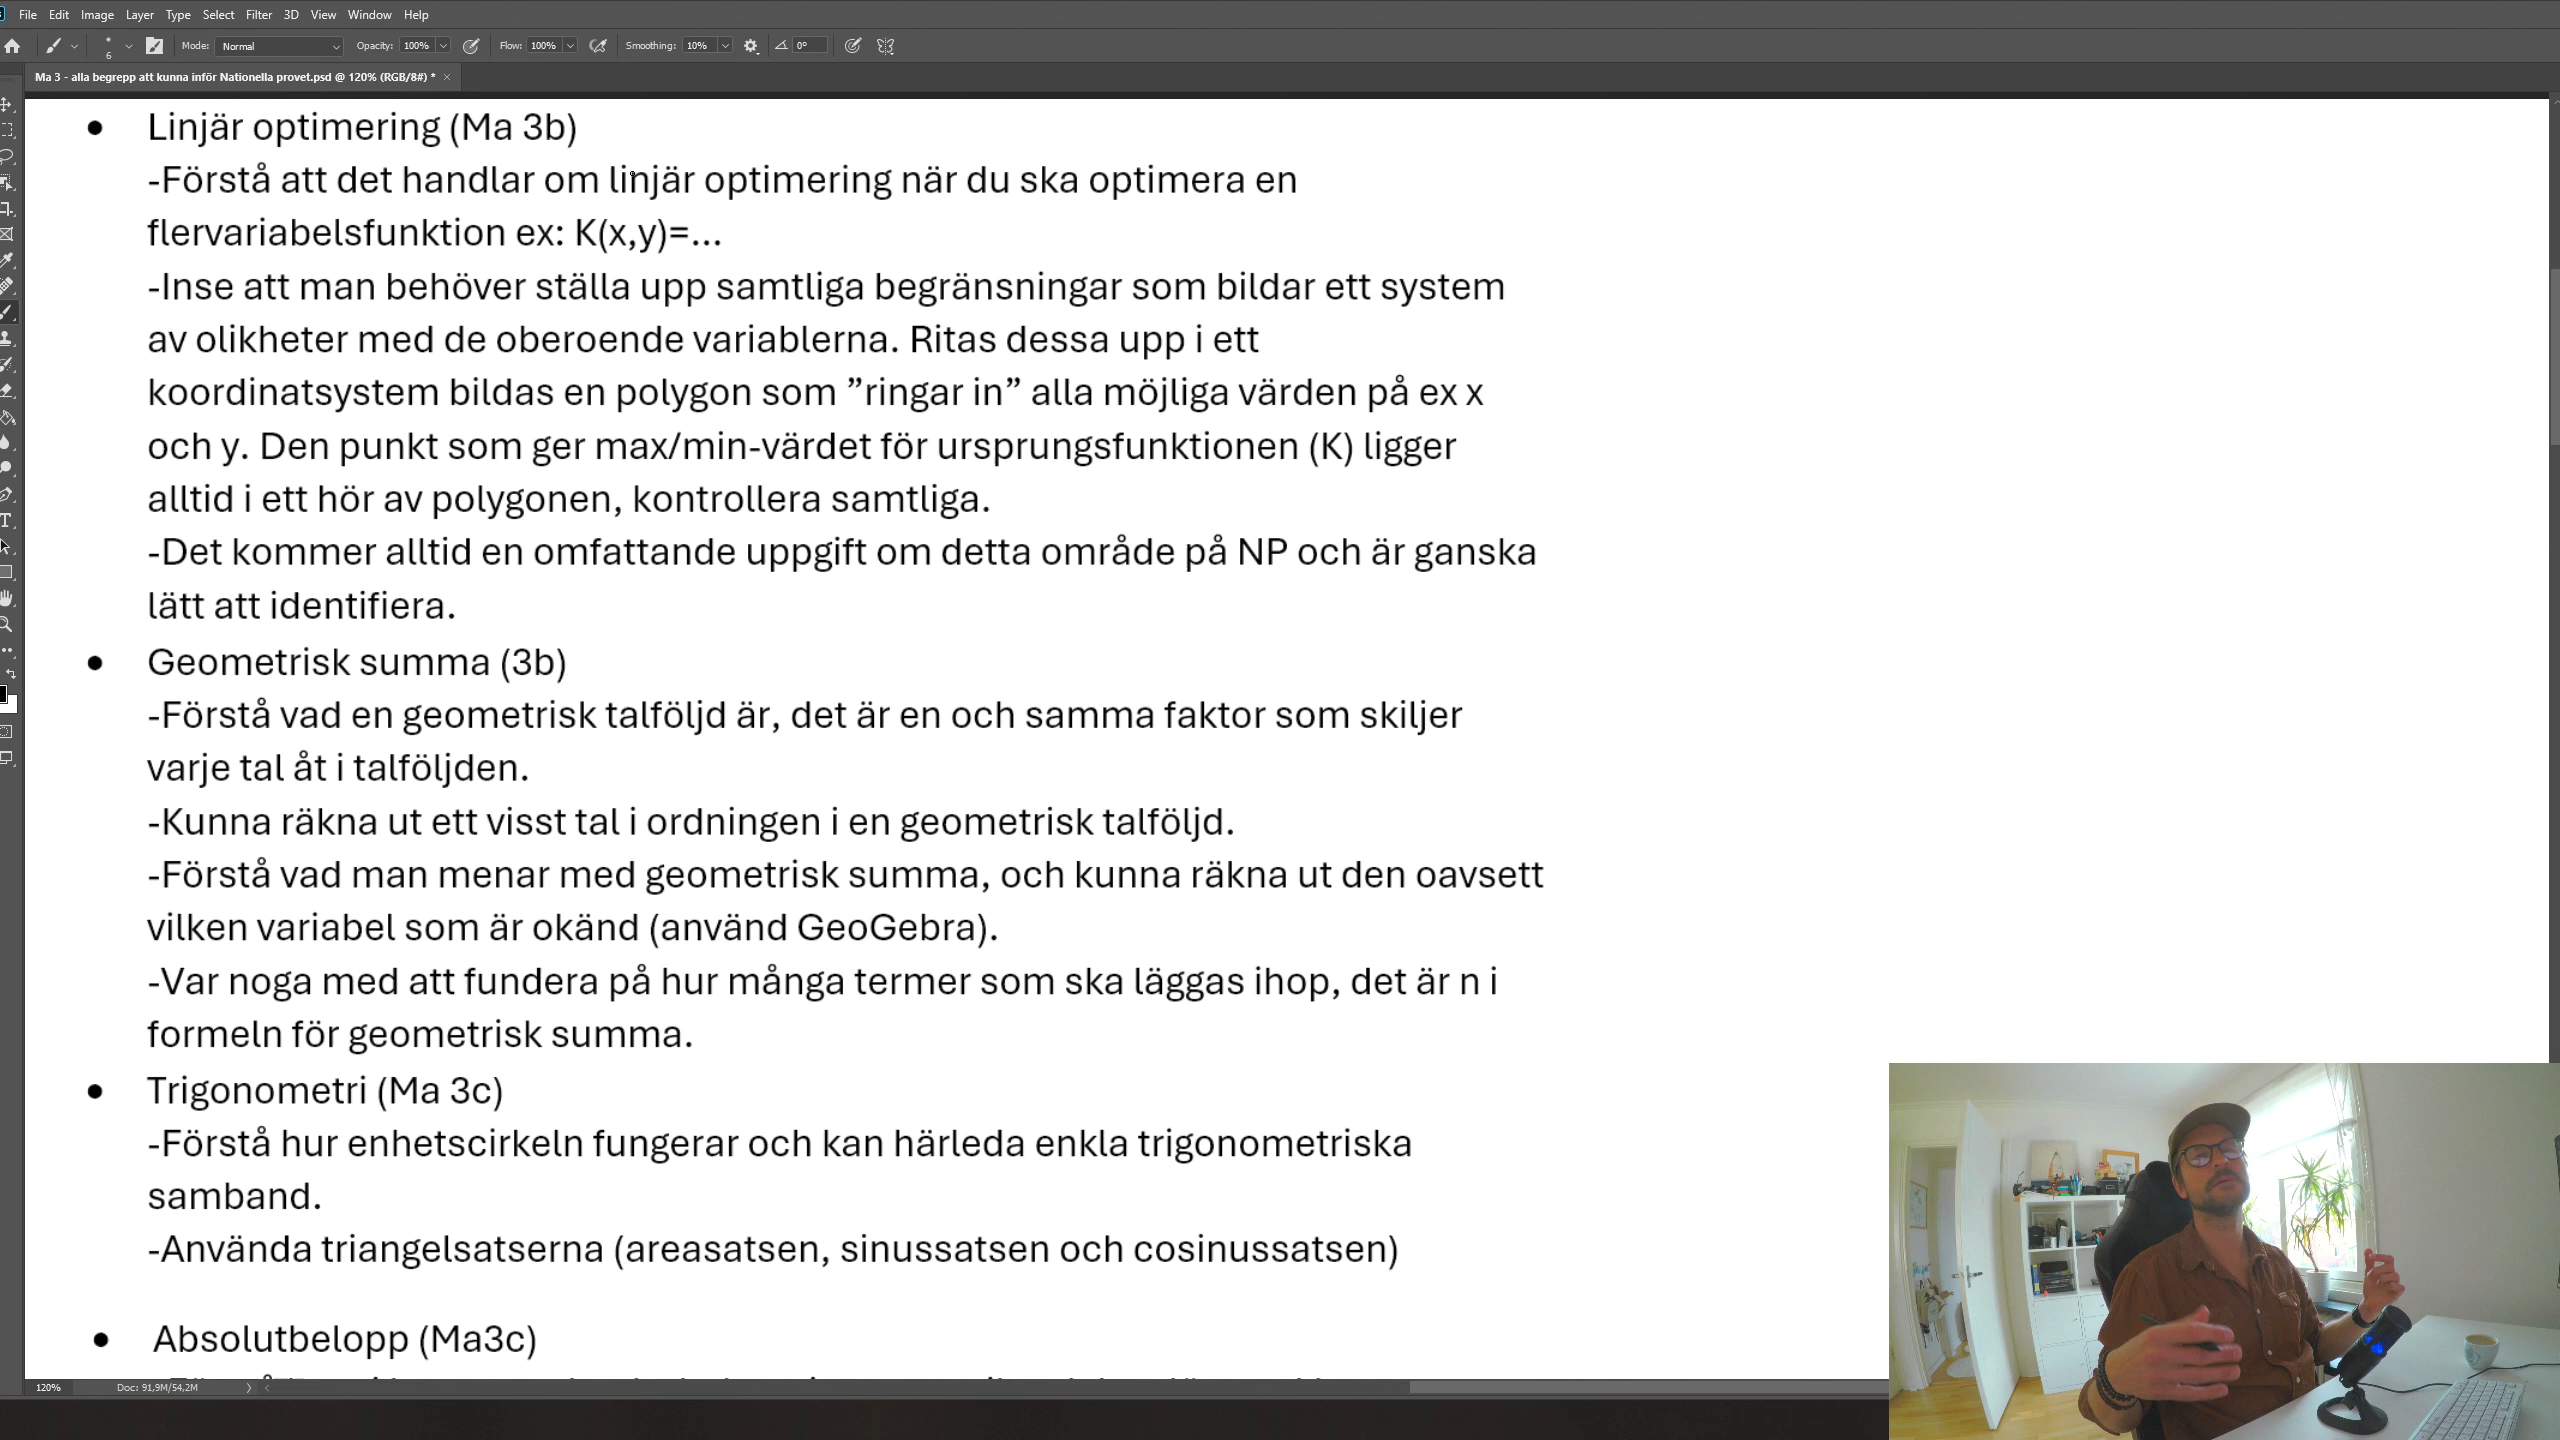 File Edit Image Layer Type Select Filter 3D View Window Help
6 Mode: Normal Opacity: 100% Flow: 100% Smoothing: 10% 0°
Ma 3 - alla begrepp att kunna inför Nationella provet.psd @ 120% (RGB/8#) * ×
• Linjär optimering (Ma 3b)
-Förstå att det handlar om linjär optimering när du ska optimera en
flervariabelsfunktion ex: K(x,y)=...
-Inse att man behöver ställa upp samtliga begränsningar som bildar ett system
av olikheter med de oberoende variablerna. Ritas dessa upp i ett
koordinatsystem bildas en polygon som ”ringar in” alla möjliga värden på ex x
och y. Den punkt som ger max/min-värdet för ursprungsfunktionen (K) ligger
alltid i ett hör av polygonen, kontrollera samtliga.
-Det kommer alltid en omfattande uppgift om detta område på NP och är ganska
lätt att identifiera.
• Geometrisk summa (3b)
-Förstå vad en geometrisk talföljd är, det är en och samma faktor som skiljer
varje tal åt i talföljden.
-Kunna räkna ut ett visst tal i ordningen i en geometrisk talföljd.
-Förstå vad man menar med geometrisk summa, och kunna räkna ut den oavsett
vilken variabel som är okänd (använd GeoGebra).
-Var noga med att fundera på hur många termer som ska läggas ihop, det är n i
formeln för geometrisk summa.
• Trigonometri (Ma 3c)
-Förstå hur enhetscirkeln fungerar och kan härleda enkla trigonometriska
samband.
-Använda triangelsatserna (areasatsen, sinussatsen och cosinussatsen)
• Absolutbelopp (Ma3c)
120% Doc: 91,9M/54,2M